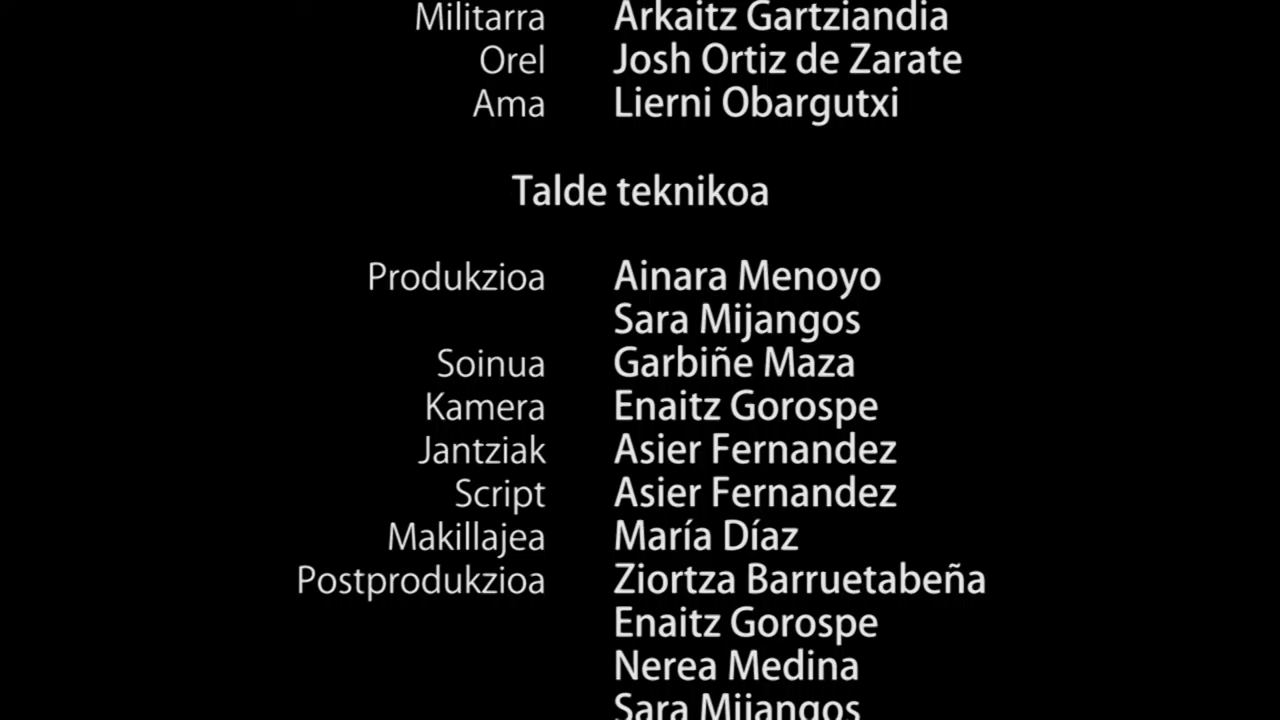 Militarra Arkaitz Gartziandia
Orel Josh Ortiz de Zarate
Ama Lierni Obargutxi
Talde teknikoa
Produkzioa Ainara Menoyo
Sara Mijangos
Soinua Garbiñe Maza
Kamera Enaitz Gorospe
Jantziak Asier Fernandez
Script Asier Fernandez
Makillajea María Díaz
Postprodukzioa Ziortza Barruetabeña
Enaitz Gorospe
Nerea Medina
Sara Mijangos